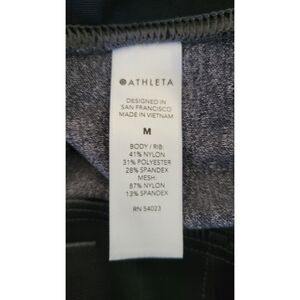 ATHLETA
DESIGNED IN
SAN FRANCISCO
MADE IN VIETNAM
M
BODY / RIB:
41% NYLON
31% POLYESTER
28% SPANDEX
MESH:
87% NYLON
13% SPANDEX
RN 54023